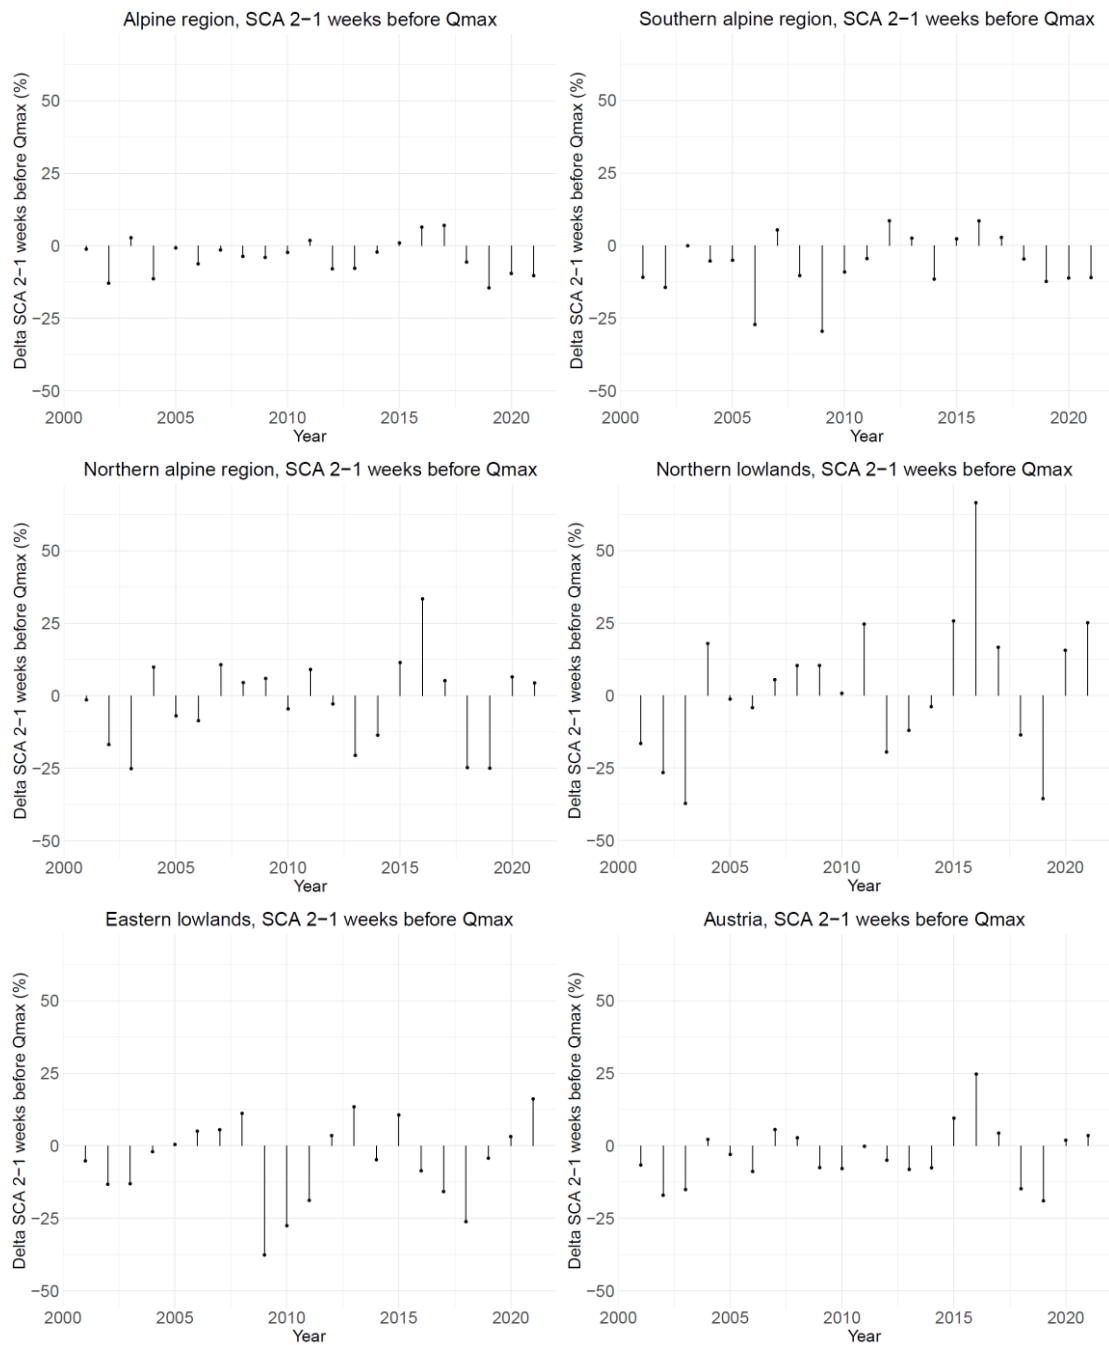 Alpine region, SCA 2−1 weeks before Qmax
Delta SCA 2−1 weeks before Qmax (%)
50
25
0
−25
−50
2000 2005 2010 2015 2020
Year
Southern alpine region, SCA 2−1 weeks before Qmax
Delta SCA 2−1 weeks before Qmax (%)
50
25
0
−25
−50
2000 2005 2010 2015 2020
Year
Northern alpine region, SCA 2−1 weeks before Qmax
Delta SCA 2−1 weeks before Qmax (%)
50
25
0
−25
−50
2000 2005 2010 2015 2020
Year
Northern lowlands, SCA 2−1 weeks before Qmax
Delta SCA 2−1 weeks before Qmax (%)
50
25
0
−25
−50
2000 2005 2010 2015 2020
Year
Eastern lowlands, SCA 2−1 weeks before Qmax
Delta SCA 2−1 weeks before Qmax (%)
50
25
0
−25
−50
2000 2005 2010 2015 2020
Year
Austria, SCA 2−1 weeks before Qmax
Delta SCA 2−1 weeks before Qmax (%)
50
25
0
−25
−50
2000 2005 2010 2015 2020
Year